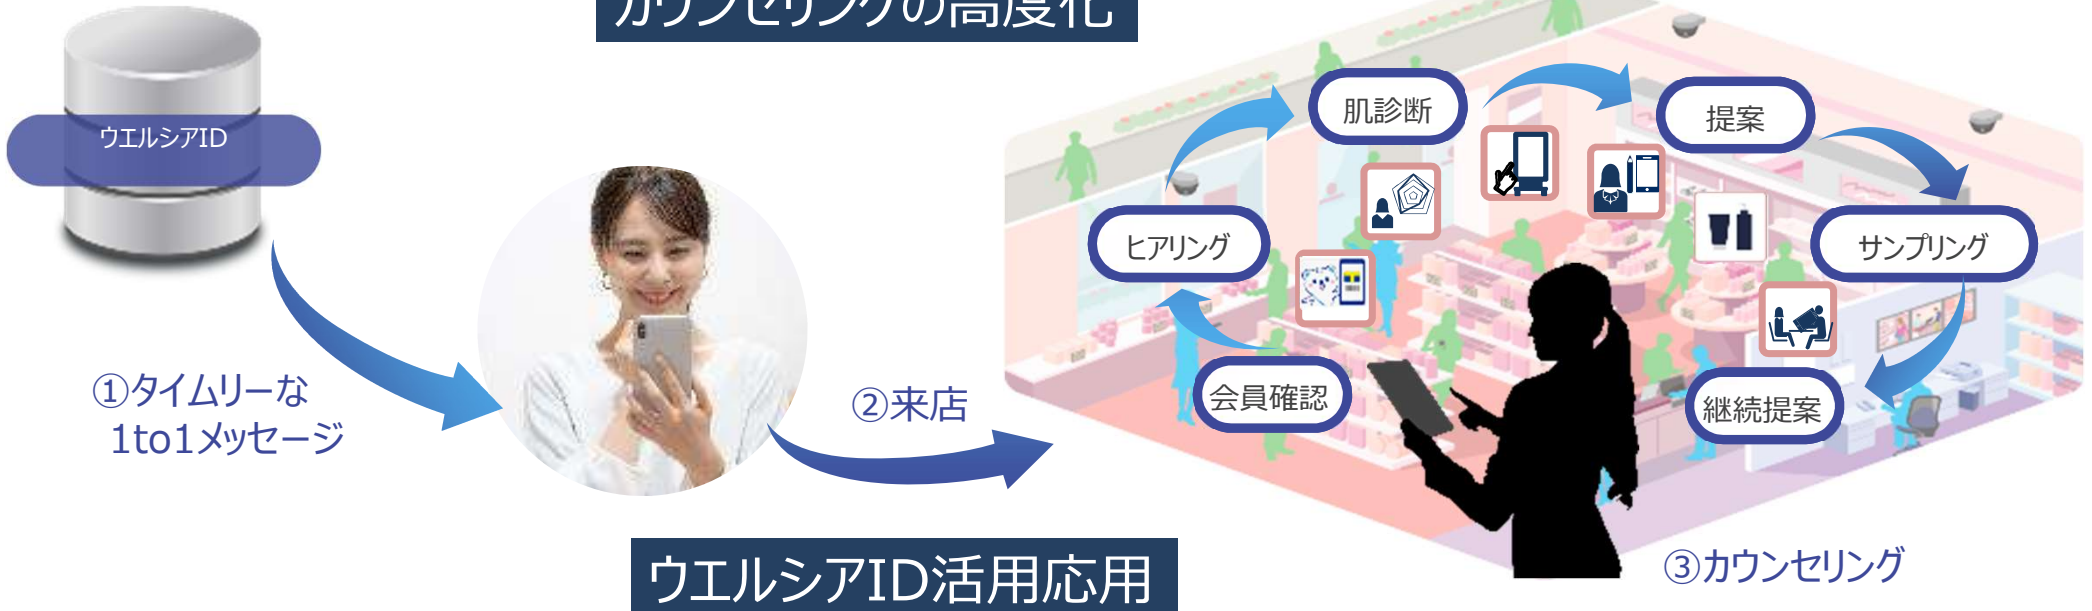 カウンセリングの高度化
ウエルシアID
①タイムリーな
1to1メッセージ
②来店
会員確認
ヒアリング
肌診断
提案
サンプリング
継続提案
③カウンセリング
ウエルシアID活用応用